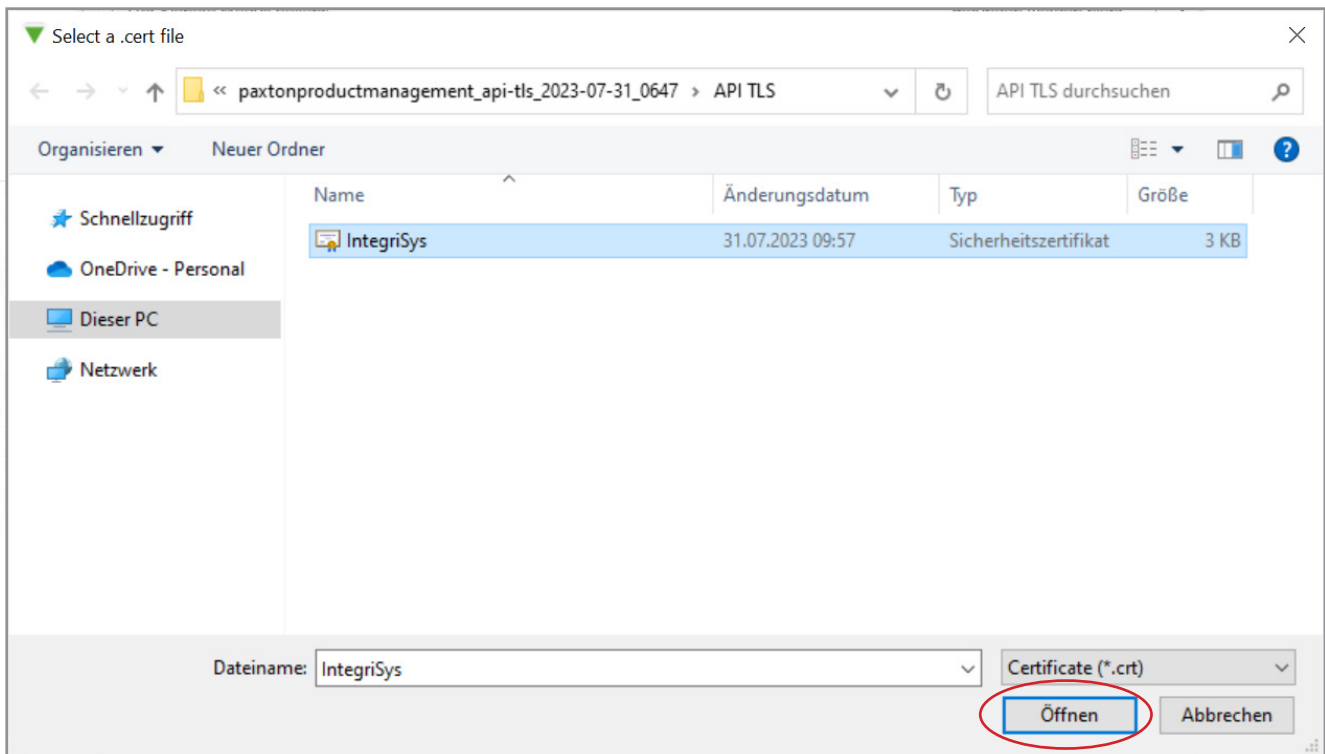 Select a .cert file
« paxtonproductmanagement_api-tls_2023-07-31_0647 › API TLS
API TLS durchsuchen
Organisieren
Neuer Ordner
Name
Änderungsdatum
Typ
Größe
Schnellzugriff
IntegriSys
31.07.2023 09:57
Sicherheitszertifikat
3 KB
OneDrive - Personal
Dieser PC
Netzwerk
Dateiname: IntegriSys
Certificate (*.crt)
Öffnen
Abbrechen